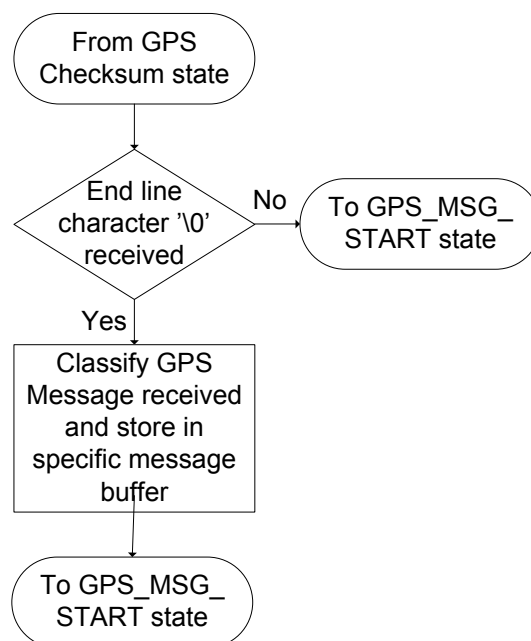 From GPS
Checksum state
End line
character '\0'
received
No
To GPS_MSG_
START state
Yes
Classify GPS
Message received
and store in
specific message
buffer
To GPS_MSG_
START state